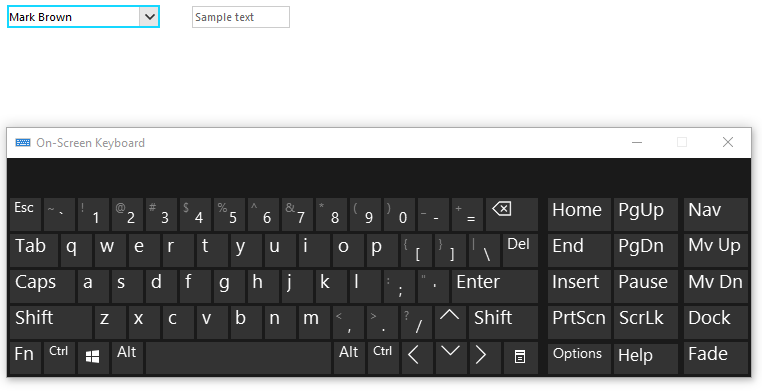 Mark Brown Sample text
On-Screen Keyboard
Esc ~ ` ! 1 @ 2 # 3 $ 4 % 5 ^ 6 & 7 * 8 ( 9 ) 0 _ - + = Home PgUp Nav
Tab q w e r t y u i o p { [ } ] | \ Del End PgDn Mv Up
Caps a s d f g h j k l : ; " ' Enter Insert Pause Mv Dn
Shift z x c v b n m < , > . ? / Shift PrtScn ScrLk Dock
Fn Ctrl Alt Alt Ctrl Options Help Fade